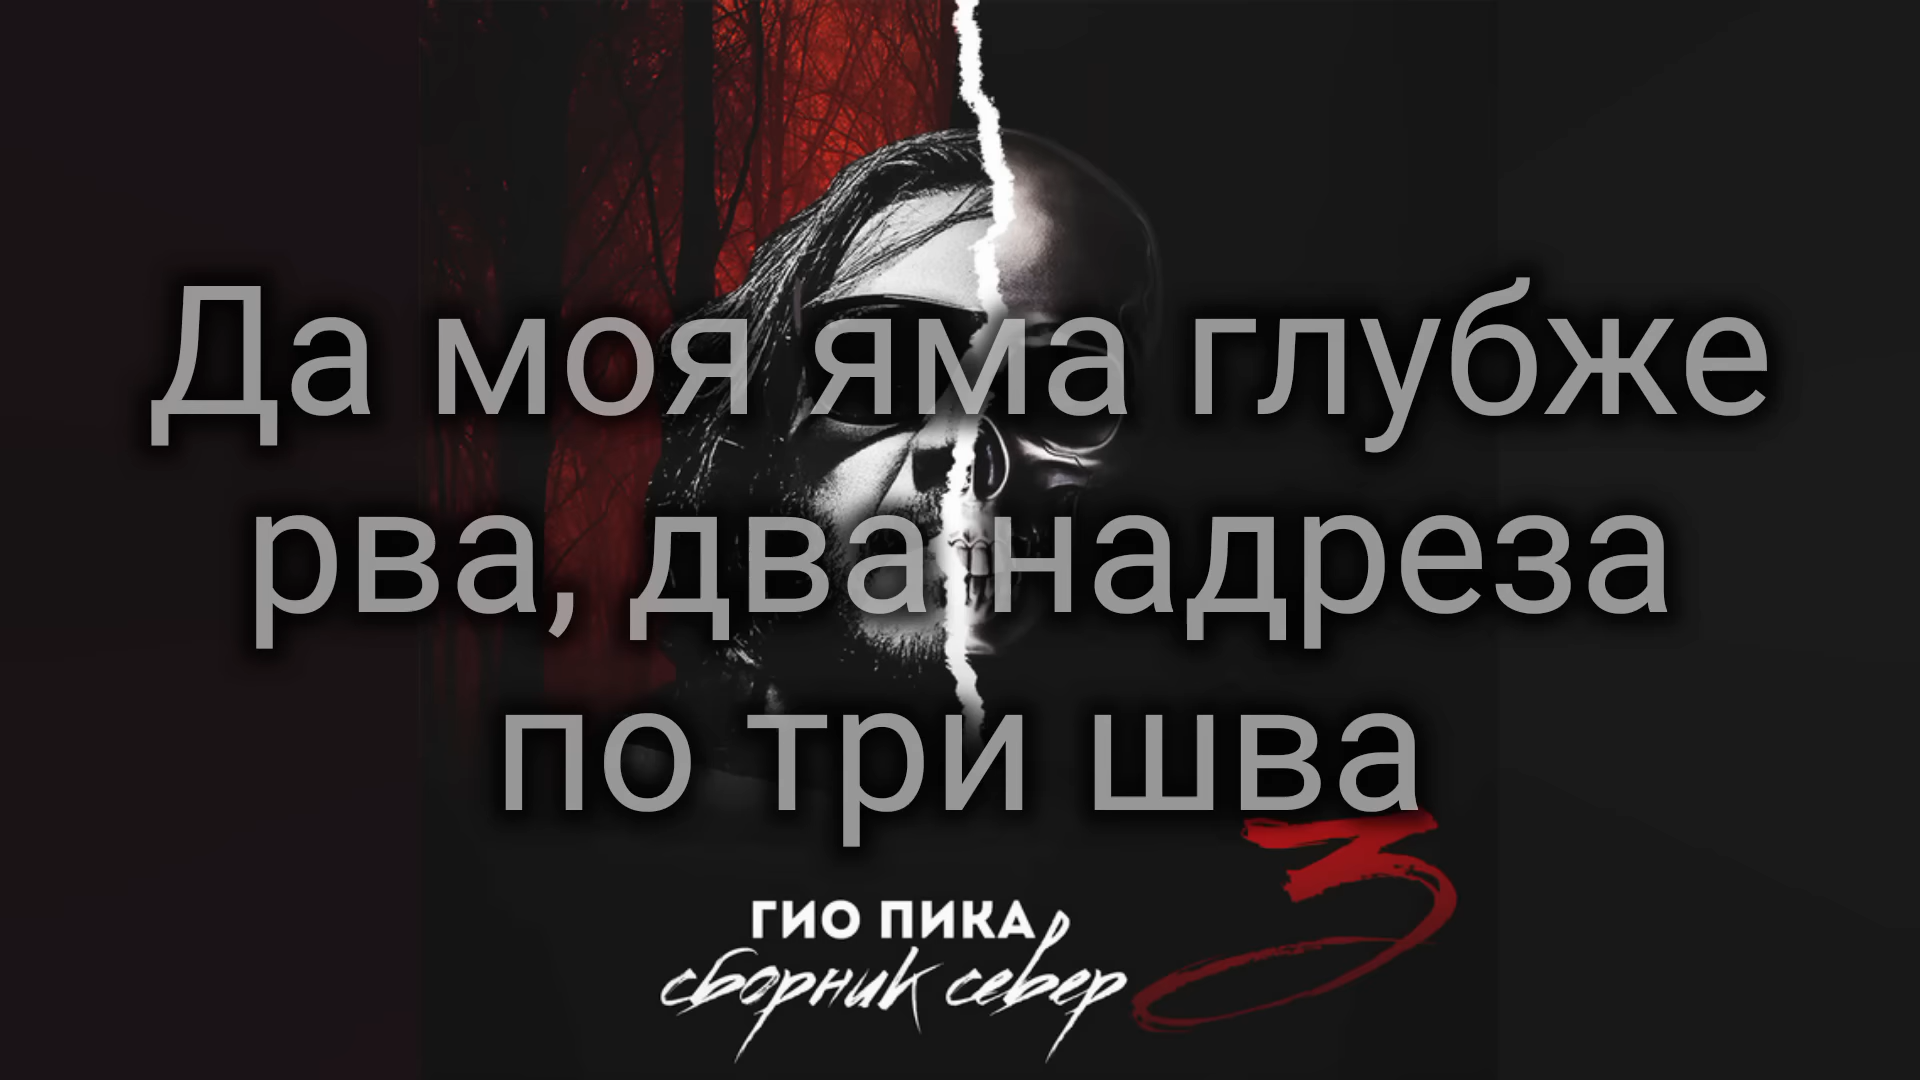 Да моя яма глубже
рва, два надреза
по три шва
3
ГИО ПИКА
сборник север